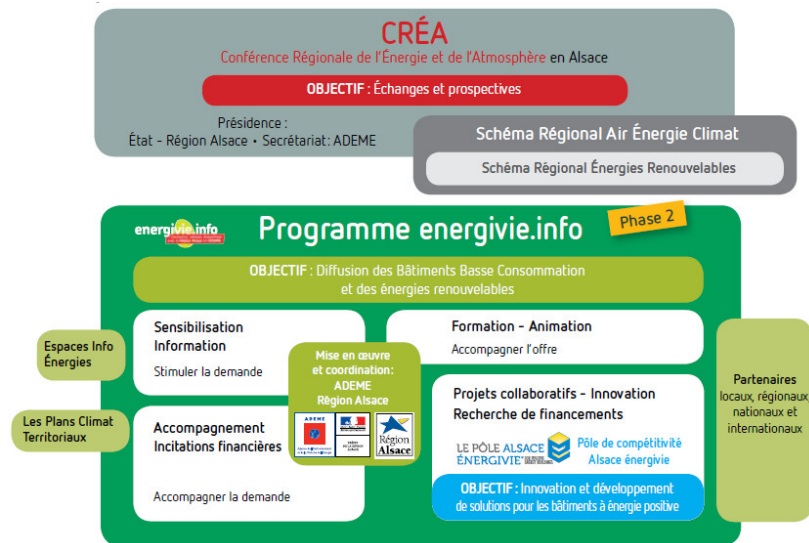 CRÉA
Conférence Régionale de l'Énergie et de l'Atmosphère en Alsace
OBJECTIF : Échanges et prospectives
Présidence :
État - Région Alsace • Secrétariat: ADEME
Schéma Régional Air Énergie Climat
Schéma Régional Énergies Renouvelables
energivie.info
Programme energivie.info
Phase 2
OBJECTIF : Diffusion des Bâtiments Basse Consommation
et des énergies renouvelables
Espaces Info
Énergies
Les Plans Climat
Territoriaux
Sensibilisation
Information
Stimuler la demande
Formation - Animation
Accompagner l'offre
Mise en œuvre
et coordination:
ADEME
Région Alsace
ADEME
Région
Alsace
Accompagnement
Incitations financières
Accompagner la demande
Projets collaboratifs - Innovation
Recherche de financements
LE PÔLE ALSACE
ÉNERGIVIE
Pôle de compétitivité
Alsace énergivie
OBJECTIF : Innovation et développement
de solutions pour les bâtiments à énergie positive
Partenaires
locaux, régionaux,
nationaux et
internationaux